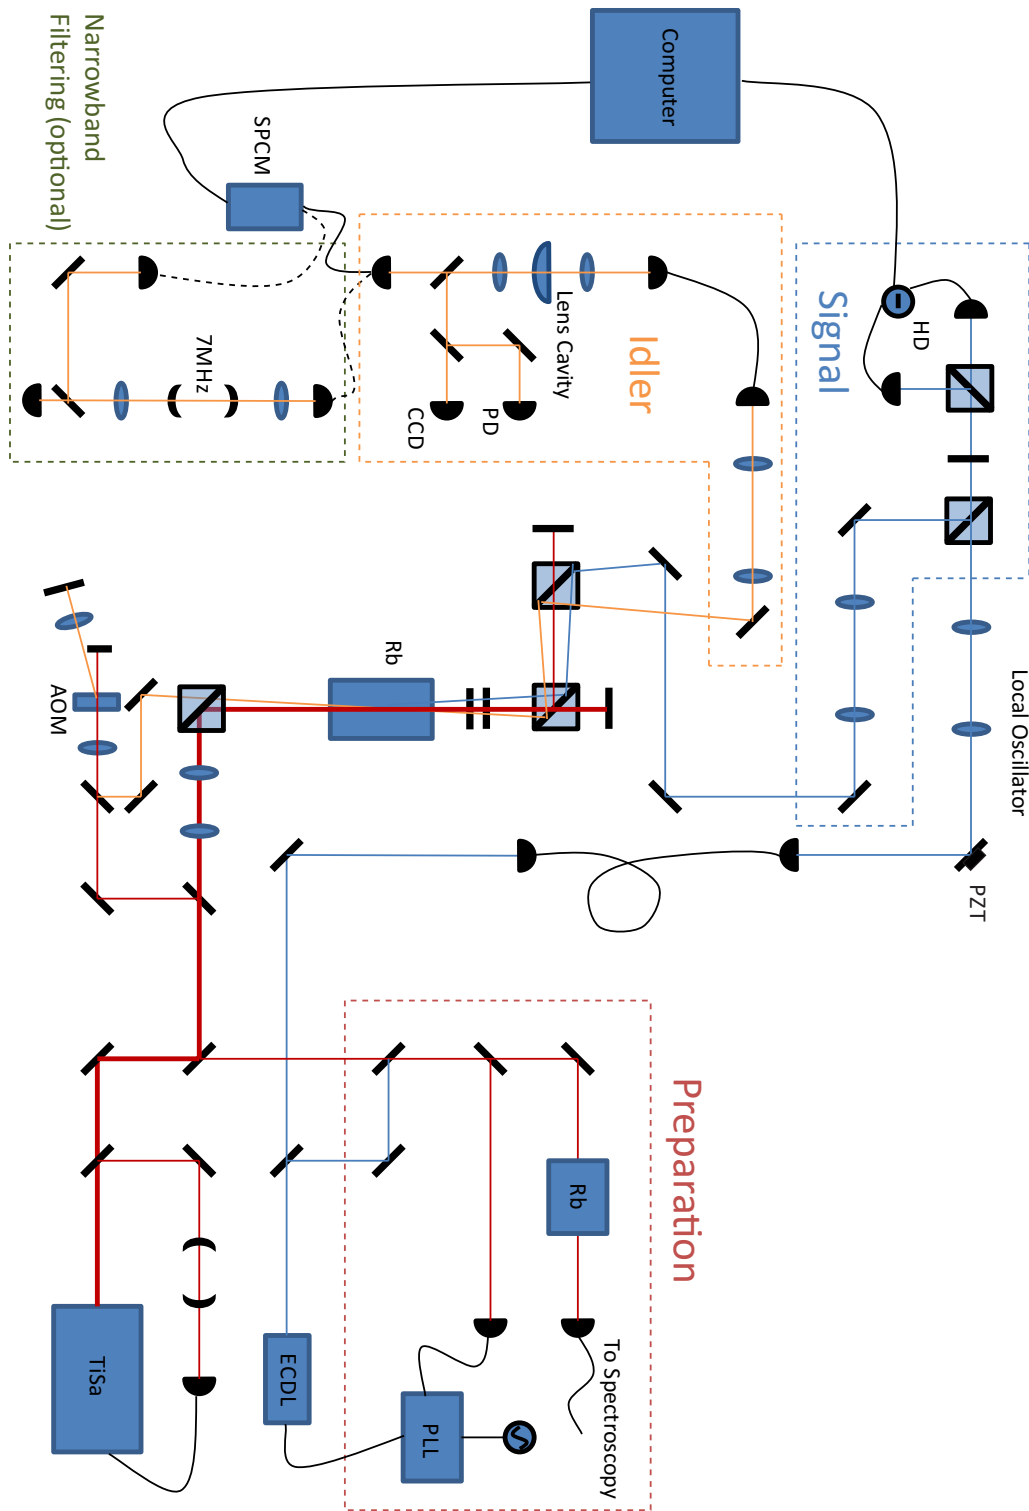 Preparation
To Spectroscopy
Rb
PLL
ECDL
TiSa
Local Oscillator
PZT
Signal
HD
Idler
Lens Cavity
PD
CCD
Rb
AOM
Computer
SPCM
7MHz
Narrowband
Filtering (optional)